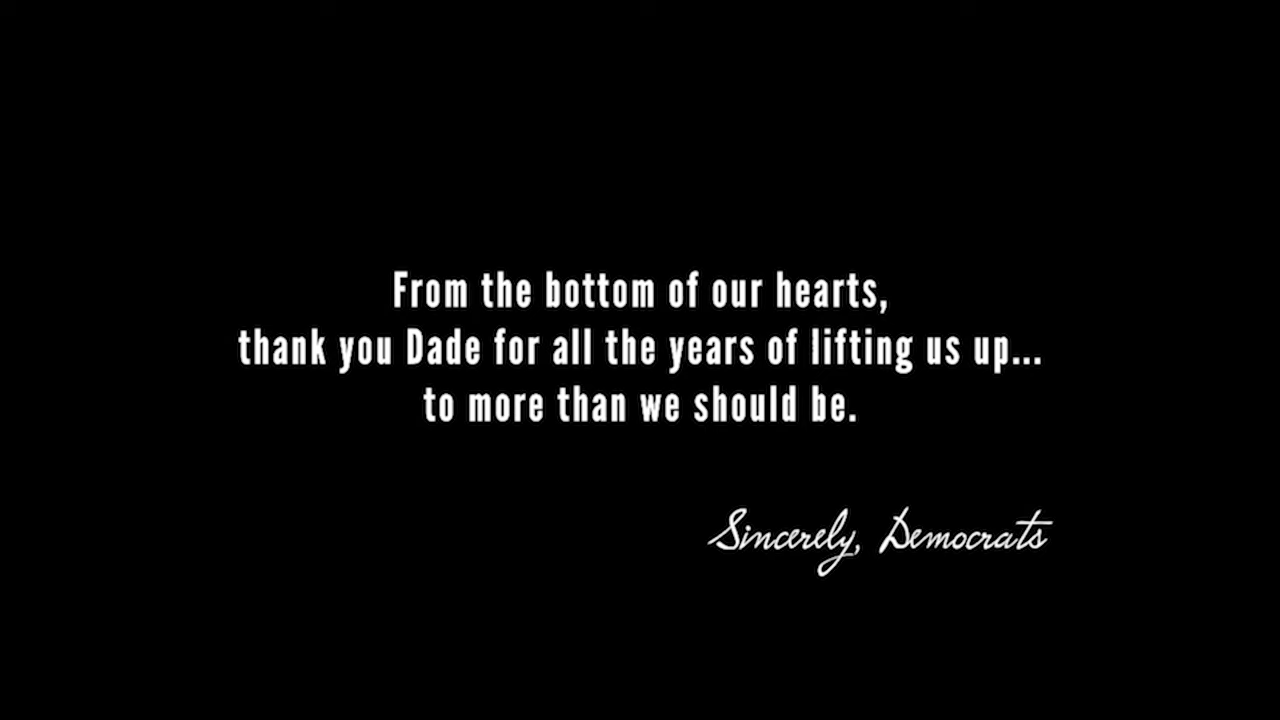 From the bottom of our hearts,
thank you Dade for all the years of lifting us up...
to more than we should be.
Sincerely, Democrats